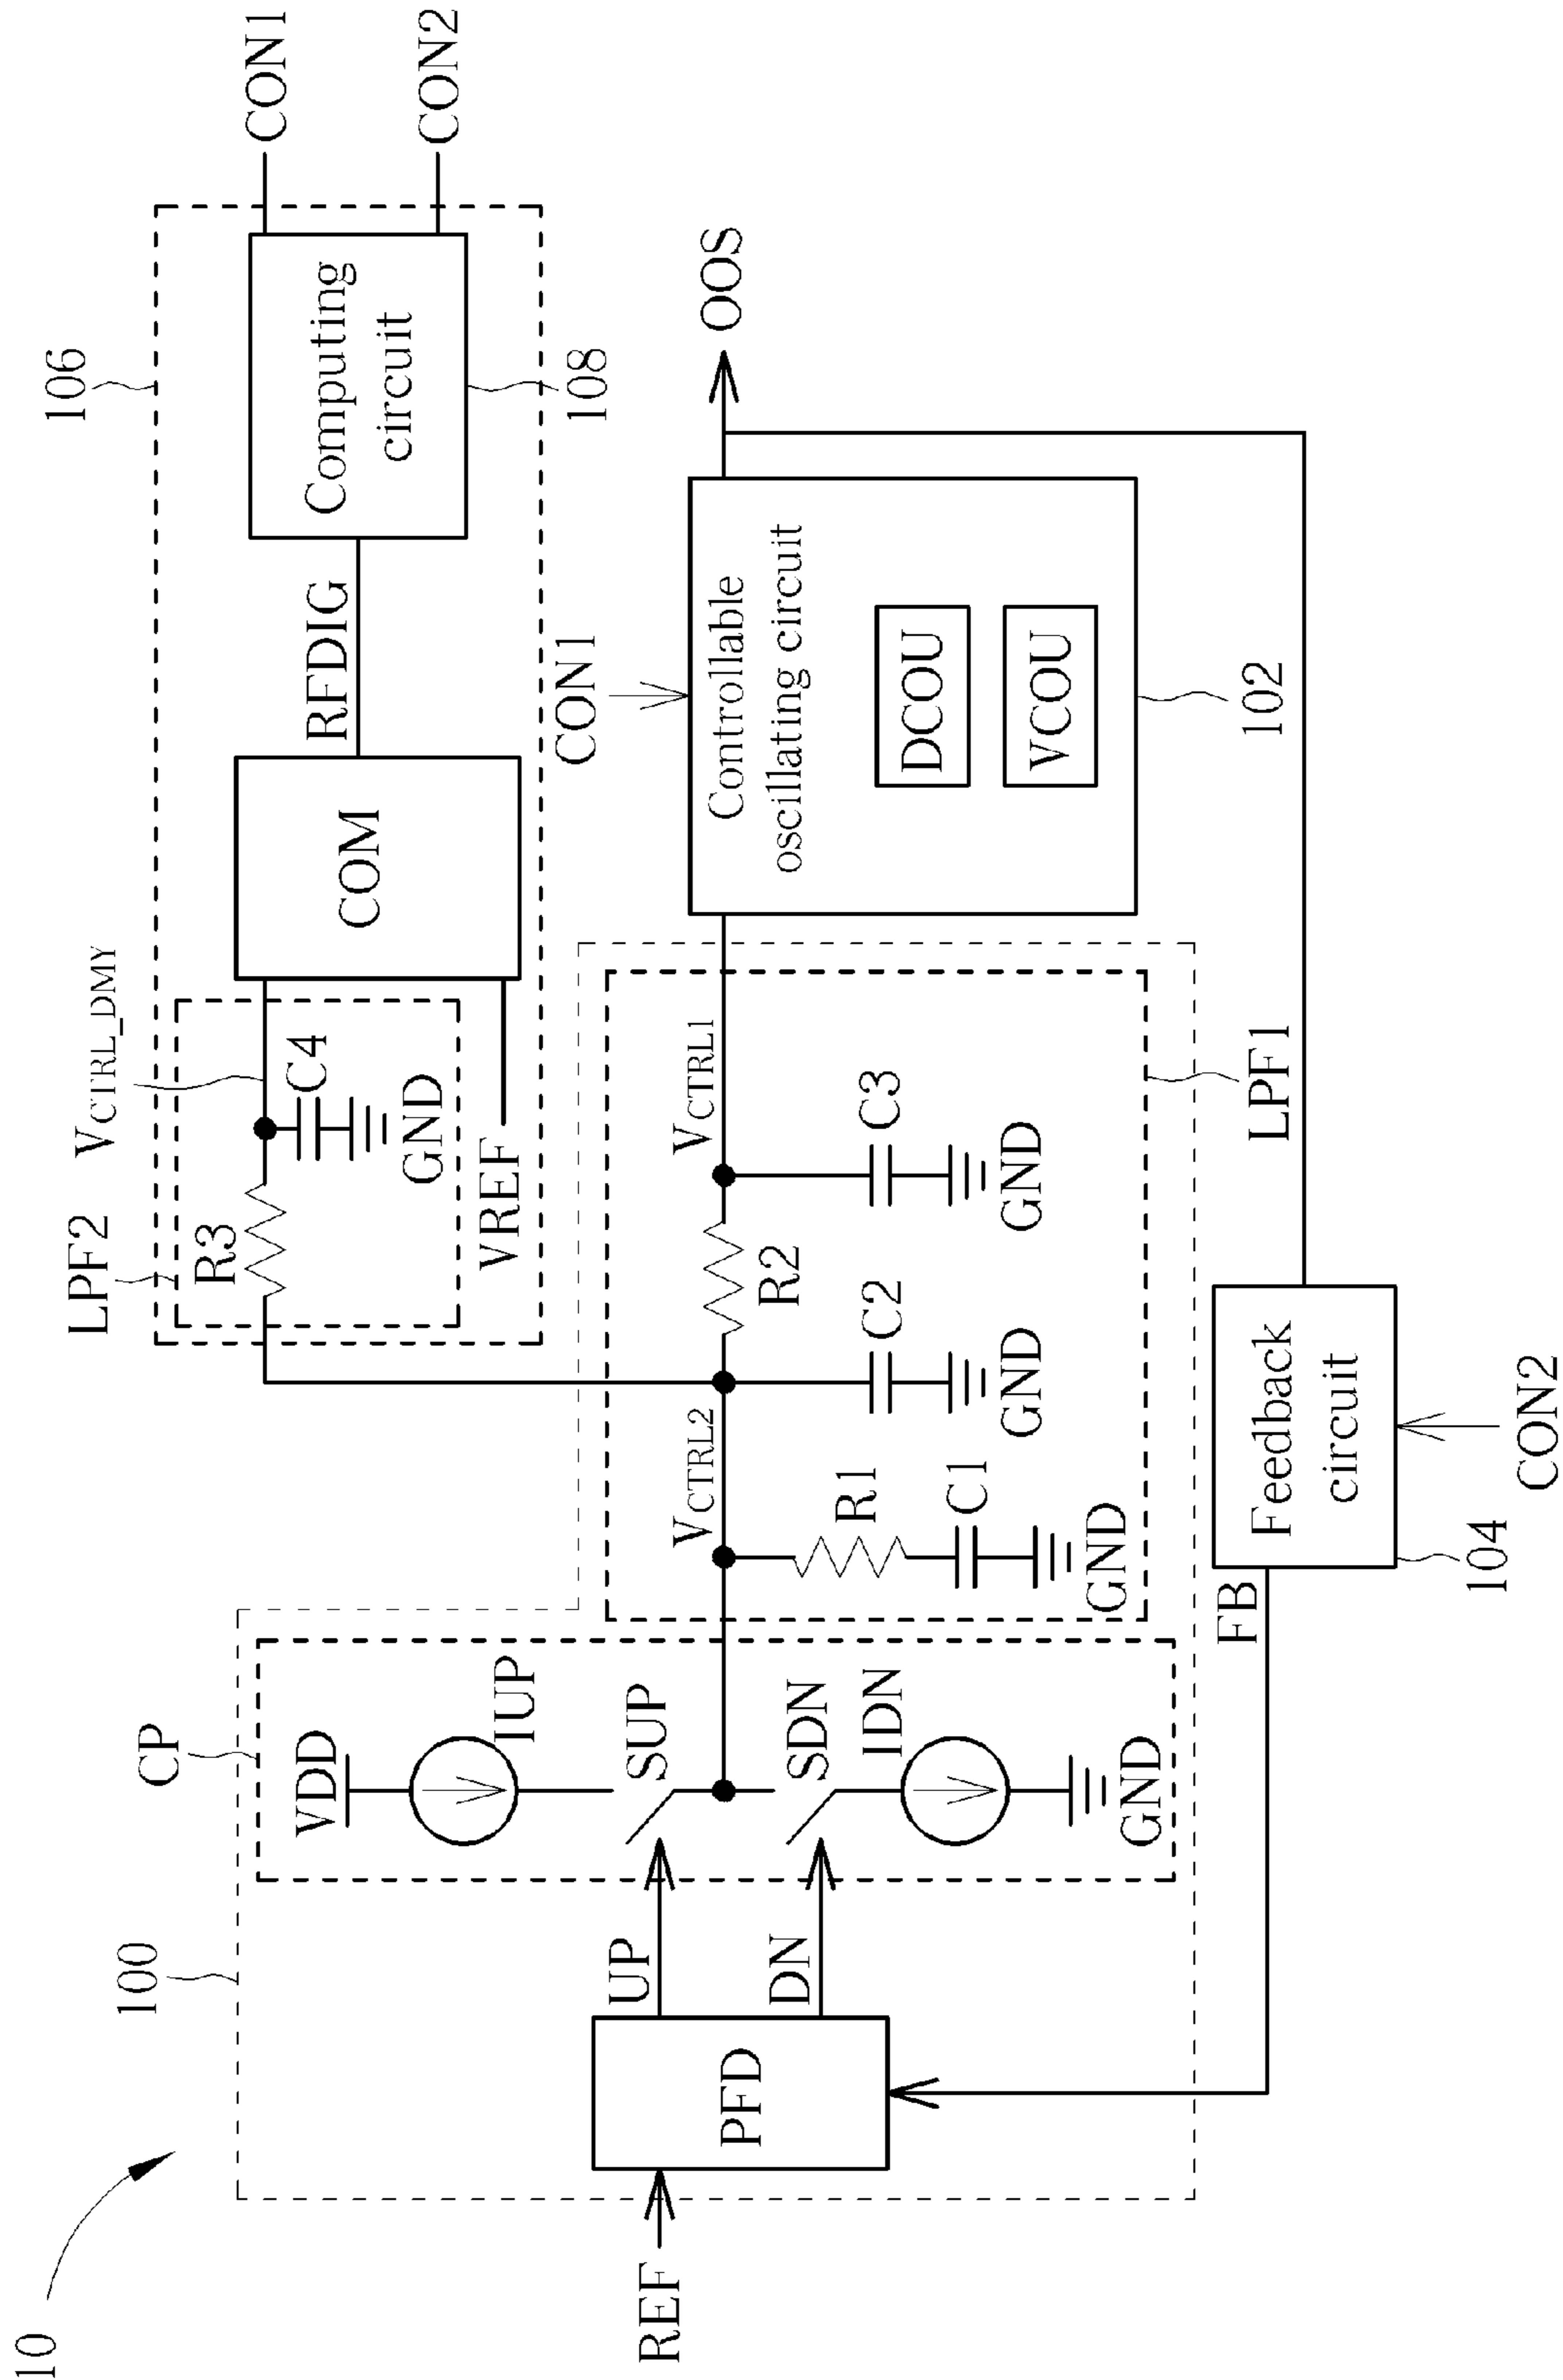 10
100
CP
LPF2
VCTRL_DMY
106
REF
PFD
UP
DN
VDD
IUP
SUP
SDN
IDN
GND
R3
C4
GND
VREF
COM
RFDIG
Computing
circuit
108
CON1
CON2
VCTRL2
R1
C1
GND
C2
GND
R2
VCTRL1
C3
GND
LPF1
CON1
Controllable
oscillating circuit
DCOU
VCOU
102
OOS
FB
Feedback
circuit
104
CON2